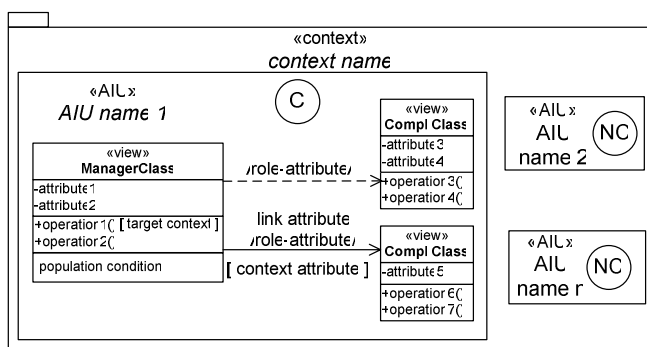 «context»
context name
«AIU»
AIU name 1
C
«view»
ManagerClass
-attribute1
-attribute2
+operation1() [ target context ]
+operation2()
population condition
/role-attribute/
link attribute
/role-attribute/
[ context attribute ]
«view»
Compl Class
-attribute3
-attribute4
+operation3()
+operation4()
«view»
Compl Class
-attribute5
+operation6()
+operation7()
«AIU»
AIU
name 2
NC
«AIU»
AIU
name n
NC